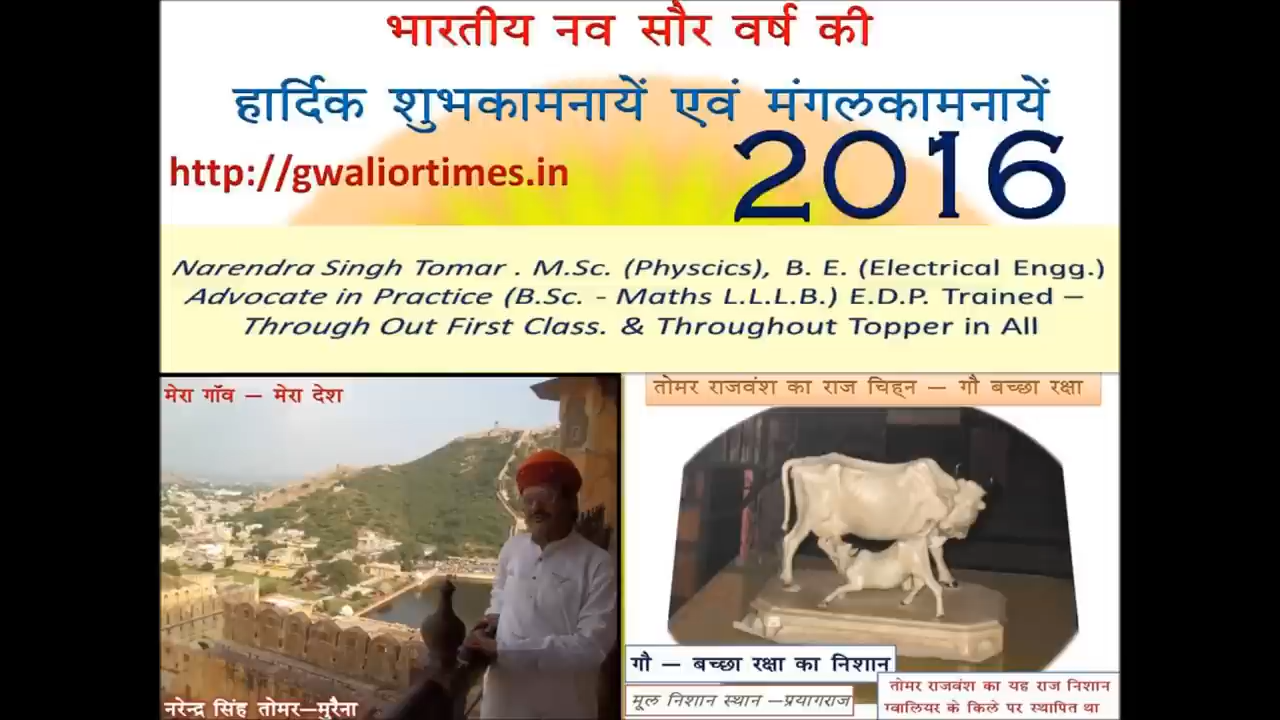 भारतीय नव सौर वर्ष की
हार्दिक शुभकामनायें एवं मंगलकामनायें
2016
http://gwaliortimes.in
Narendra Singh Tomar . M.Sc. (Physcics), B. E. (Electrical Engg.)
Advocate in Practice (B.Sc. - Maths L.L.L.B.) E.D.P. Trained –
Through Out First Class. & Throughout Topper in All
मेरा गॉव – मेरा देश
नरेन्द्र सिंह तोमर–मुरैना
तोमर राजवंश का राज चिह्न – गौ बच्छा रक्षा
गौ – बच्छा रक्षा का निशान
मूल निशान स्थान –प्रयागराज
तोमर राजवंश का यह राज निशान
ग्वालियर के किले पर स्थापित था